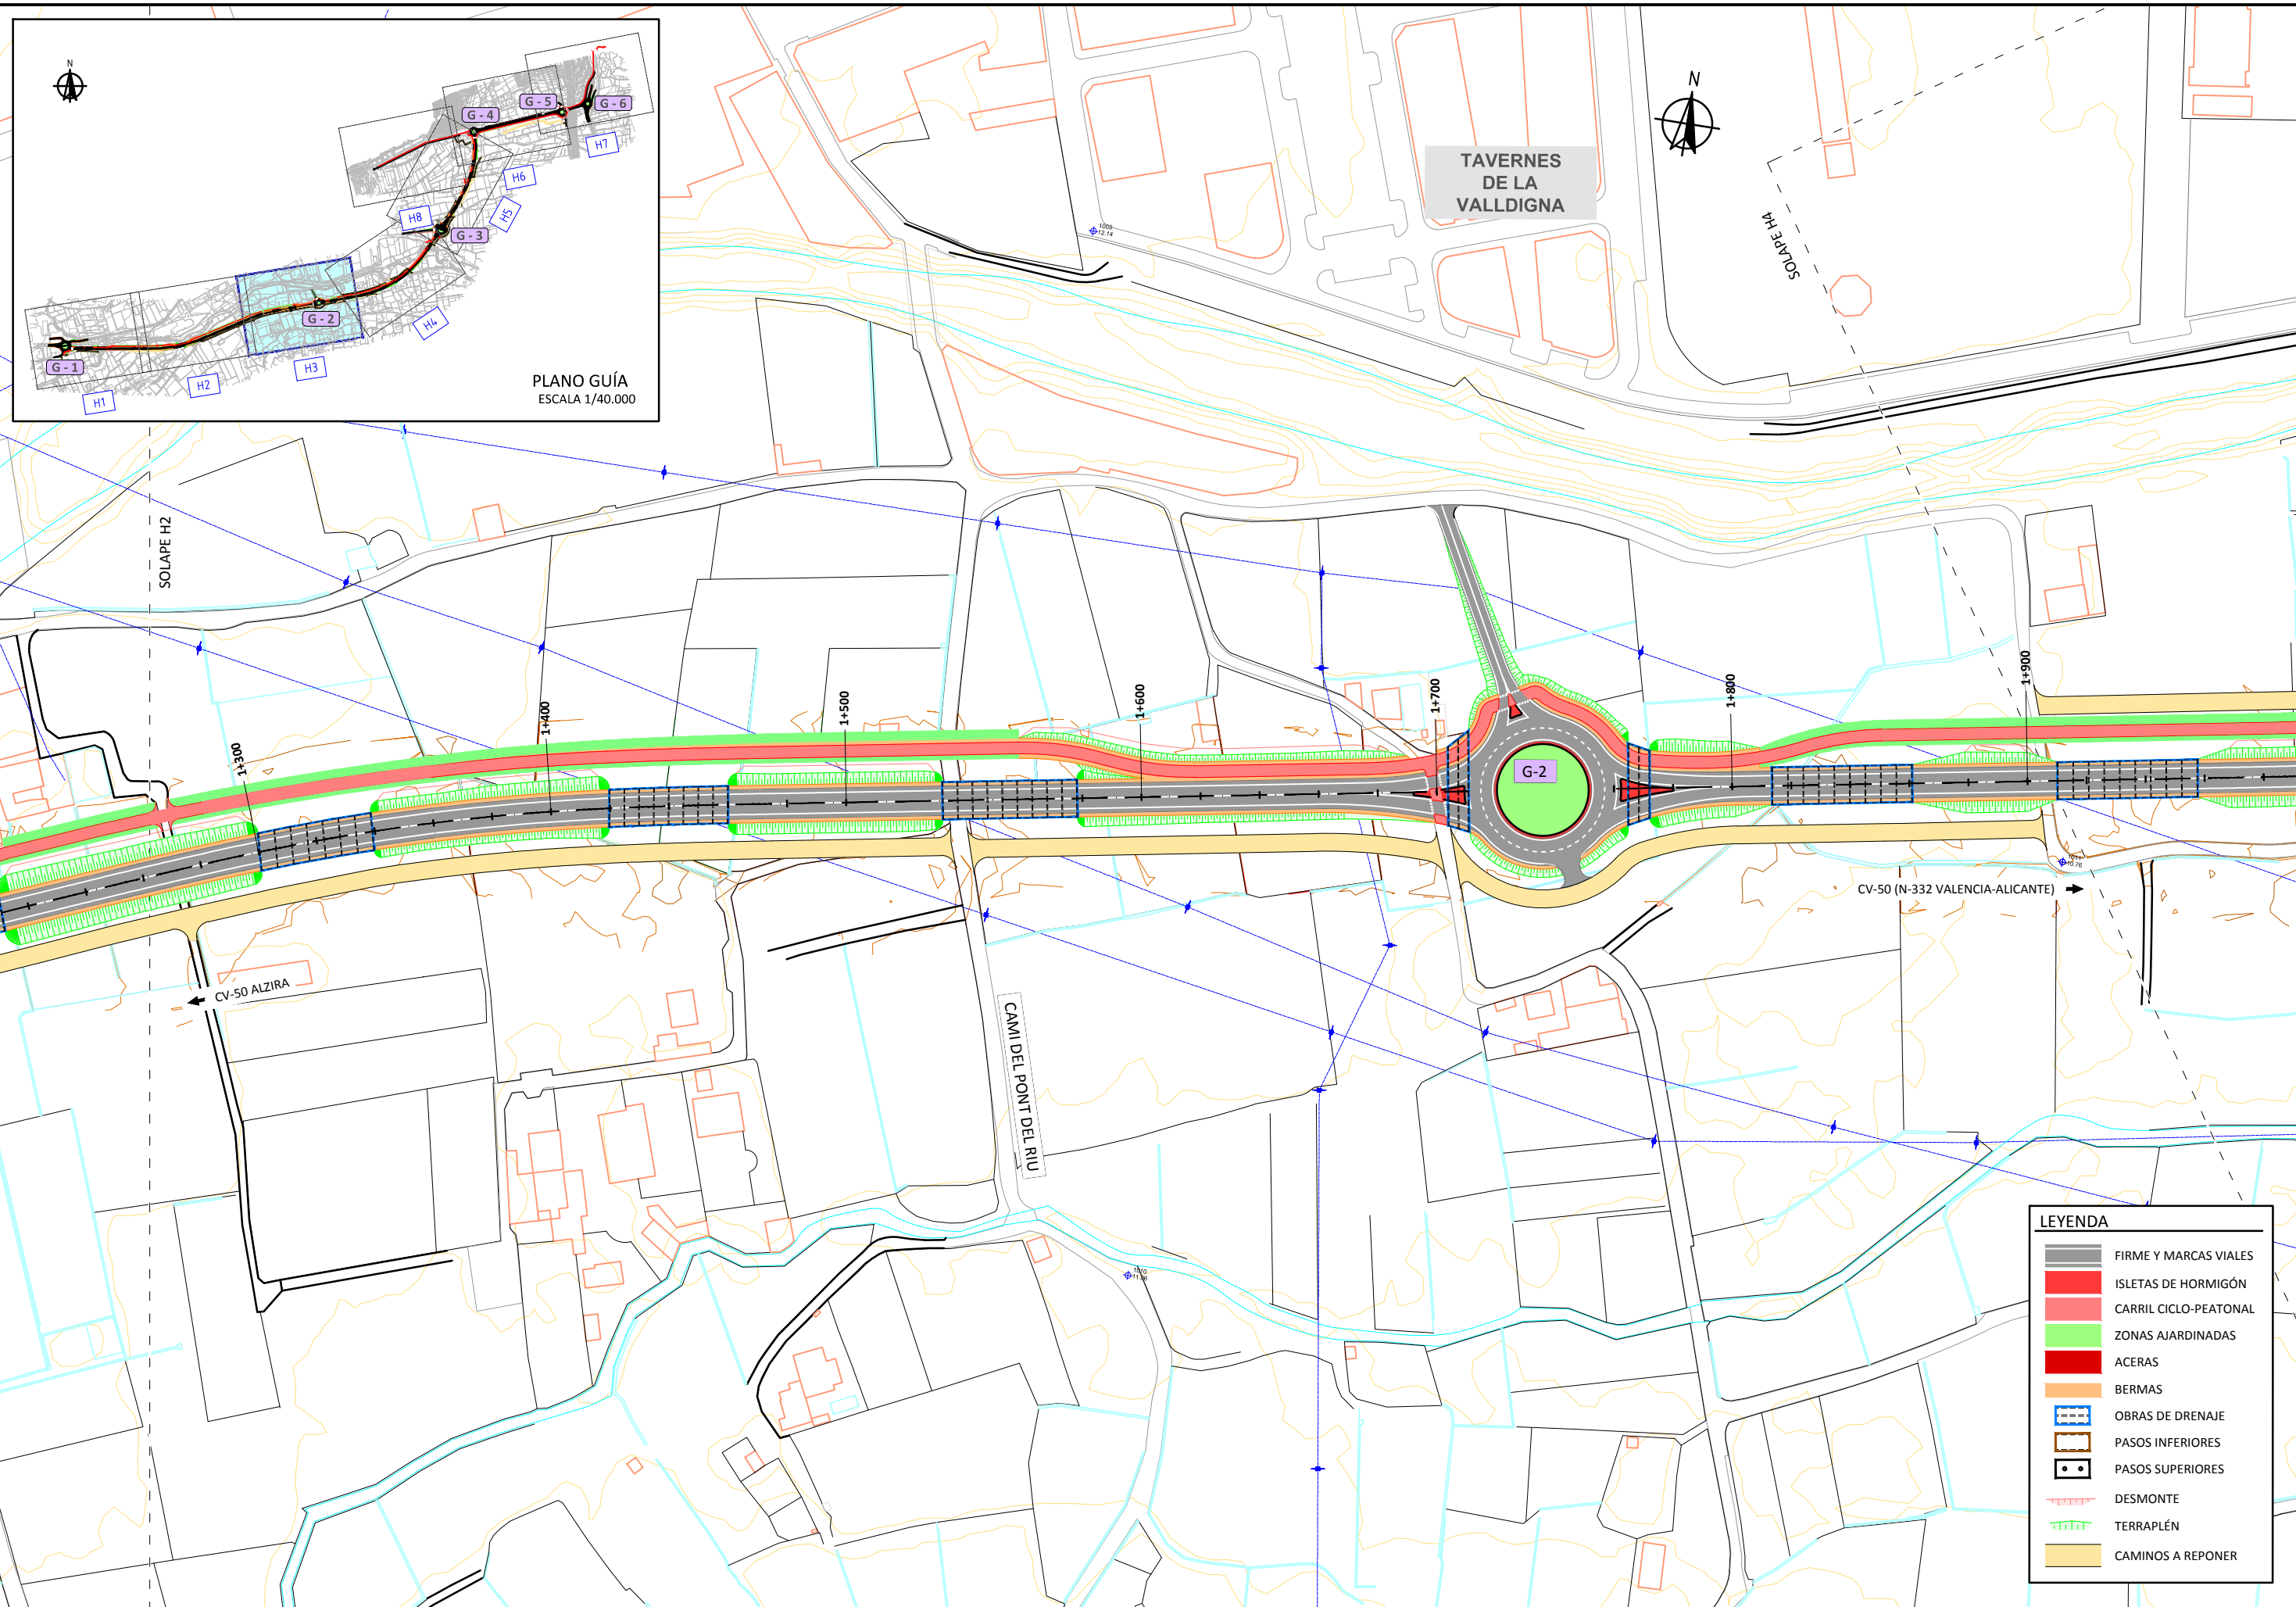 N
G - 5
G - 6
G - 4
H7
H6
H5
H8
G - 3
G - 2
H4
G - 1
H3
H2
H1
PLANO GUÍA
ESCALA 1/40.000
N
TAVERNES
DE LA
VALLDIGNA
SOLAPE H4
1009
12.14
SOLAPE H2
1+300
1+400
1+500
1+600
1+700
1+800
1+900
G-2
CV-50 (N-332 VALENCIA-ALICANTE)
CV-50 ALZIRA
CAMI DEL PONT DEL RIU
LEYENDA
FIRME Y MARCAS VIALES
ISLETAS DE HORMIGÓN
CARRIL CICLO-PEATONAL
ZONAS AJARDINADAS
ACERAS
BERMAS
OBRAS DE DRENAJE
PASOS INFERIORES
PASOS SUPERIORES
DESMONTE
TERRAPLÉN
CAMINOS A REPONER